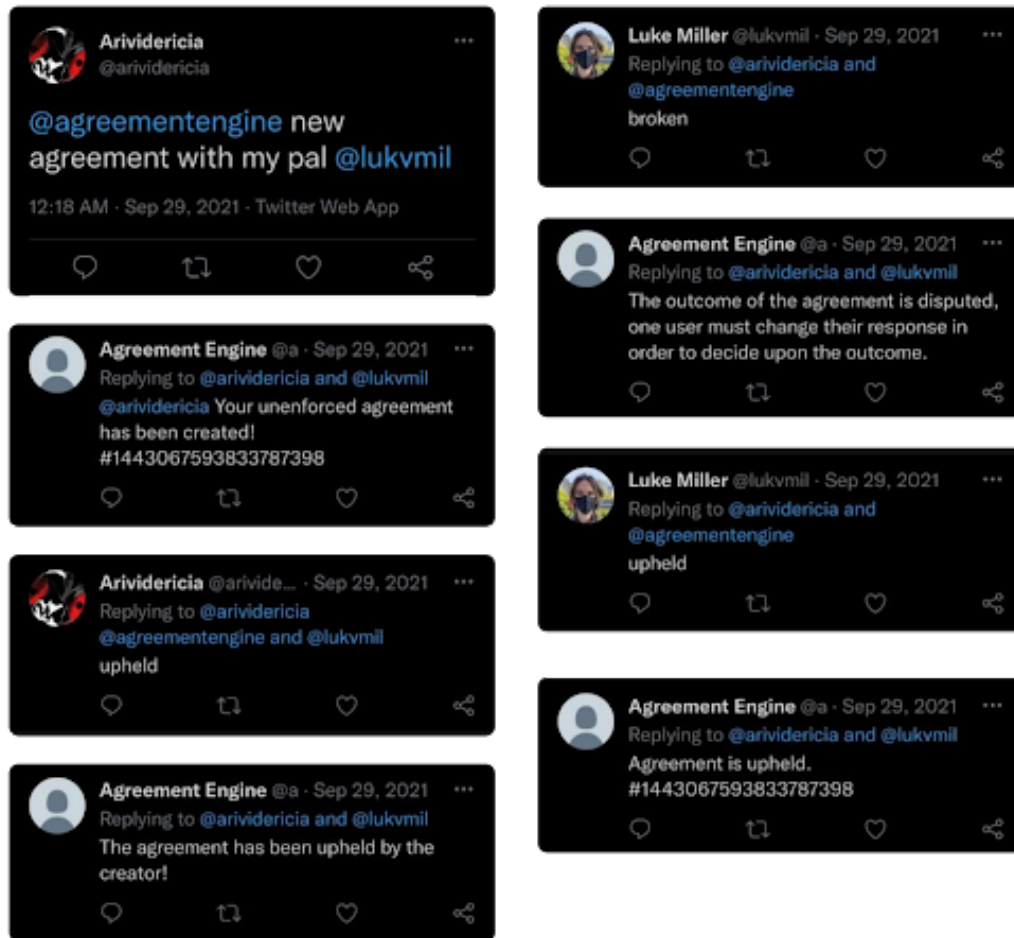 Arividericia
@arividericia
@agreementengine new
agreement with my pal @lukvmil
12:18 AM · Sep 29, 2021 · Twitter Web App
Agreement Engine @a · Sep 29, 2021
Replying to @arividericia and @lukvmil
@arividericia Your unenforced agreement
has been created!
#1443067593833787398
Arividericia @arivide... · Sep 29, 2021
Replying to @arividericia
@agreementengine and @lukvmil
upheld
Agreement Engine @a · Sep 29, 2021
Replying to @arividericia and @lukvmil
The agreement has been upheld by the
creator!
Luke Miller @lukvmil · Sep 29, 2021
Replying to @arividericia and
@agreementengine
broken
Agreement Engine @a · Sep 29, 2021
Replying to @arividericia and @lukvmil
The outcome of the agreement is disputed,
one user must change their response in
order to decide upon the outcome.
Luke Miller @lukvmil · Sep 29, 2021
Replying to @arividericia and
@agreementengine
upheld
Agreement Engine @a · Sep 29, 2021
Replying to @arividericia and @lukvmil
Agreement is upheld.
#1443067593833787398